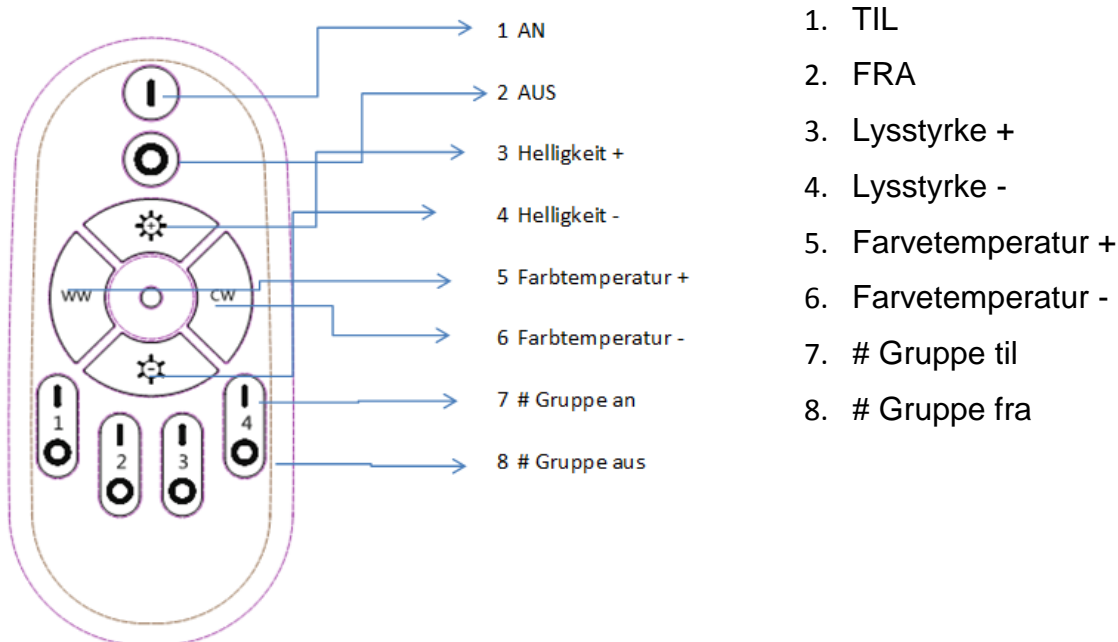 1 AN
2 AUS
3 Helligkeit +
4 Helligkeit -
5 Farbtemperatur +
6 Farbtemperatur -
7 # Gruppe an
8 # Gruppe aus
WW
CW
1
2
3
4
1. TIL
2. FRA
3. Lysstyrke +
4. Lysstyrke -
5. Farvetemperatur +
6. Farvetemperatur -
7. # Gruppe til
8. # Gruppe fra